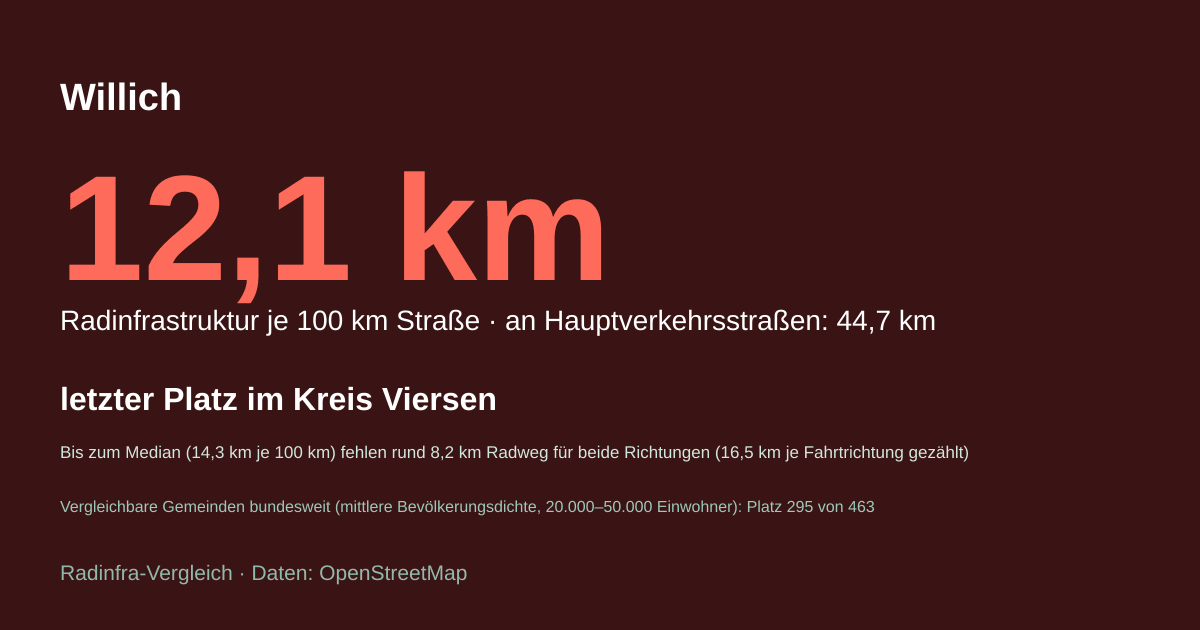 Willich
12,1 km
Radinfrastruktur je 100 km Straße · an Hauptverkehrsstraßen: 44,7 km
letzter Platz im Kreis Viersen
Bis zum Median (14,3 km je 100 km) fehlen rund 8,2 km Radweg für beide Richtungen (16,5 km je Fahrtrichtung gezählt)
Vergleichbare Gemeinden bundesweit (mittlere Bevölkerungsdichte, 20.000–50.000 Einwohner): Platz 295 von 463
Radinfra-Vergleich · Daten: OpenStreetMap